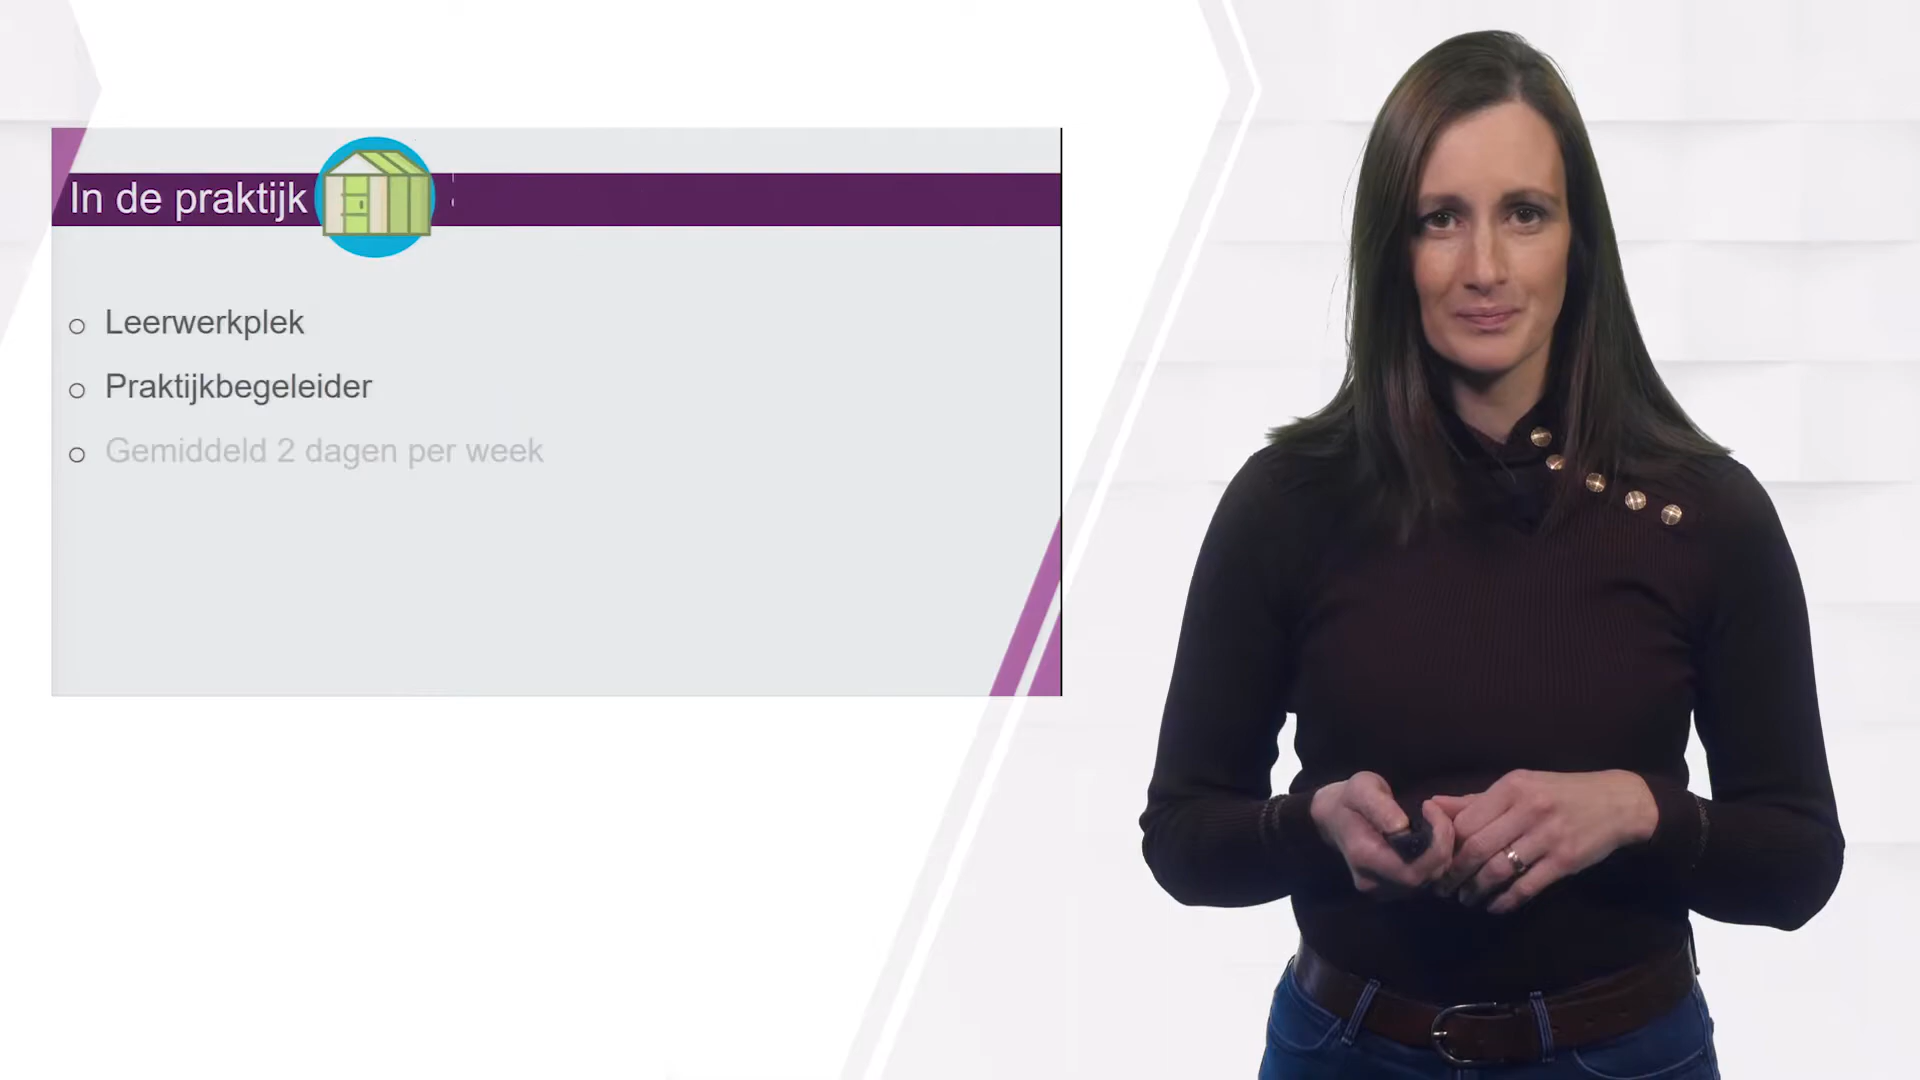 In de praktijk
Leerwerkplek
Praktijkbegeleider
Gemiddeld 2 dagen per week